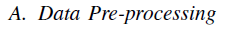 A. Data Pre-processing